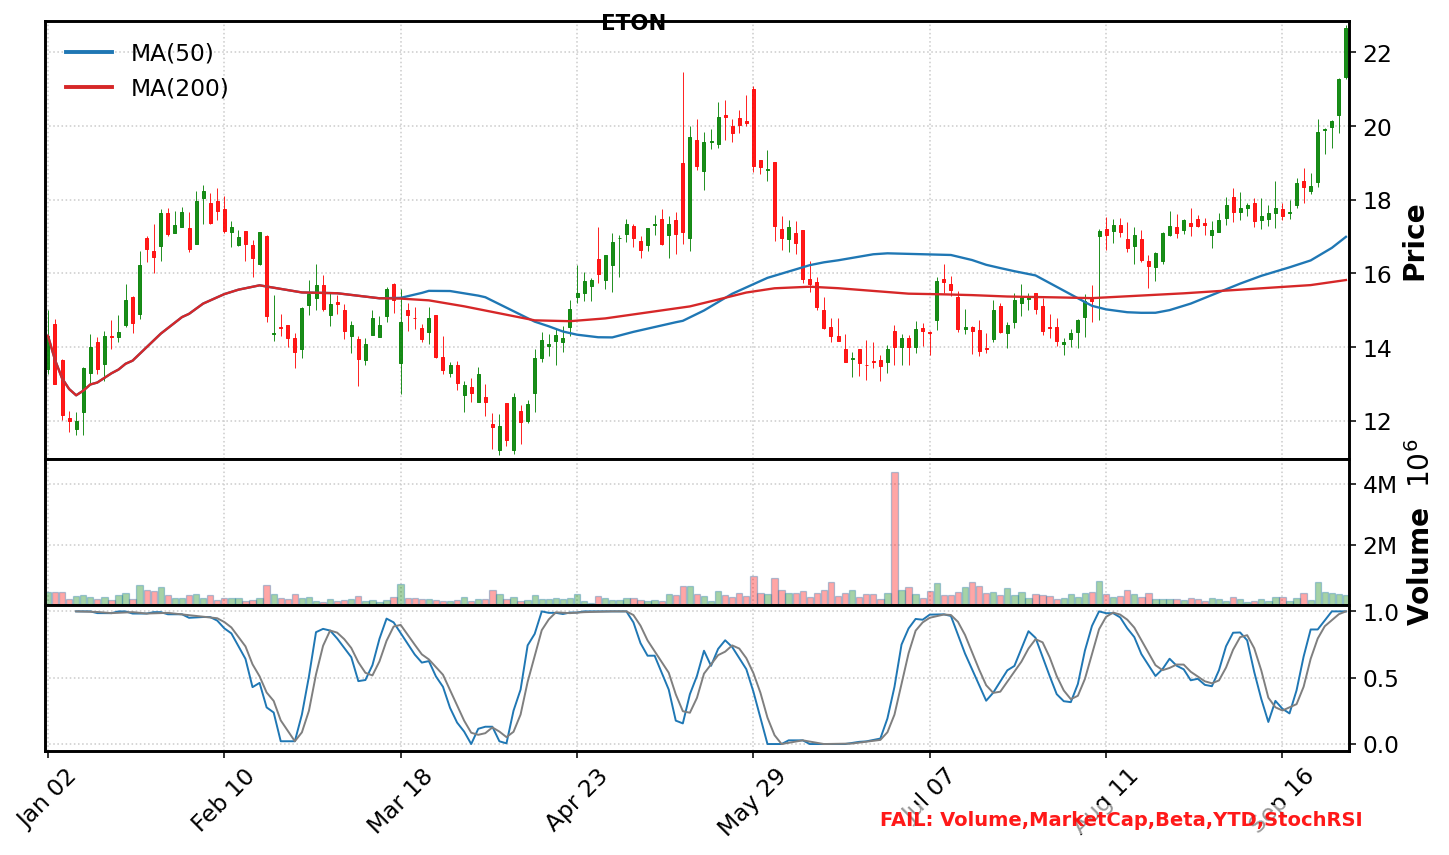 ETON
MA(50)
MA(200)
22
20
18
16
14
12
Price
4M
2M
Volume 10^6
1.0
0.5
0.0
Jan 02
Feb 10
Mar 18
Apr 23
May 29
Jul 07
Aug 11
Sep 16
FAIL: Volume,MarketCap,Beta,YTD,StochRSI